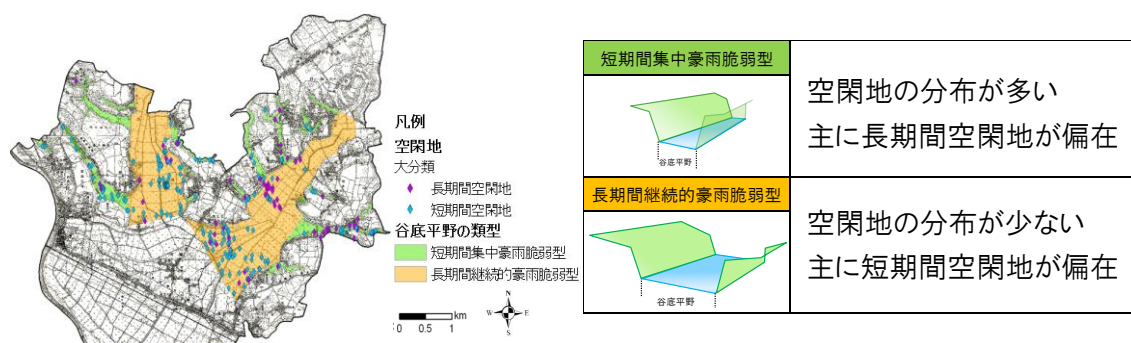 凡例
空閑地
大分類
長期間空閑地
短期間空閑地
谷底平野の類型
短期間集中豪雨脆弱型
長期間継続的豪雨脆弱型
N
W
E
S
km
0 0.5 1
短期間集中豪雨脆弱型
谷底平野
空閑地の分布が多い
主に長期間空閑地が偏在
長期間継続的豪雨脆弱型
谷底平野
空閑地の分布が少ない
主に短期間空閑地が偏在